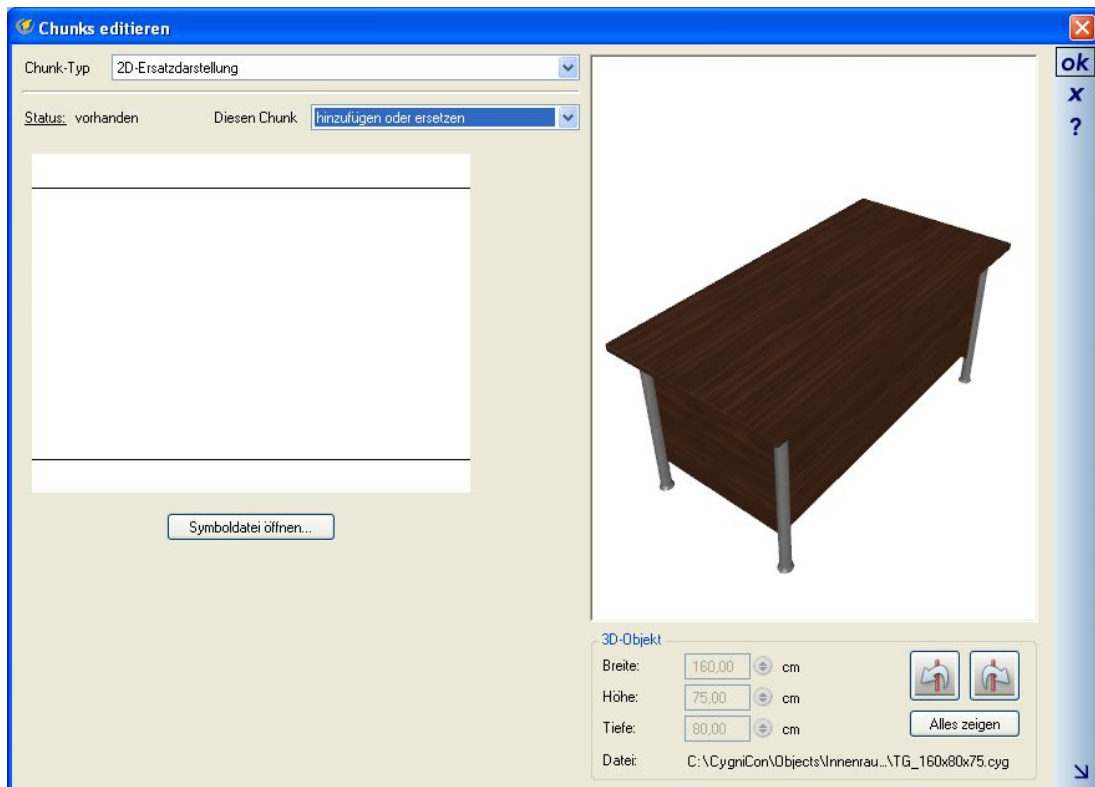 Chunks editieren
Chunk-Typ 2D-Ersatzdarstellung
Status: vorhanden Diesen Chunk hinzufügen oder ersetzen
Symboldatei öffnen...
ok
x
?
3D-Objekt
Breite: 160,00 cm
Höhe: 75,00 cm
Tiefe: 80,00 cm
Alles zeigen
Datei: C:\CygniCon\Objects\Innenrau...\TG_160x80x75.cyg